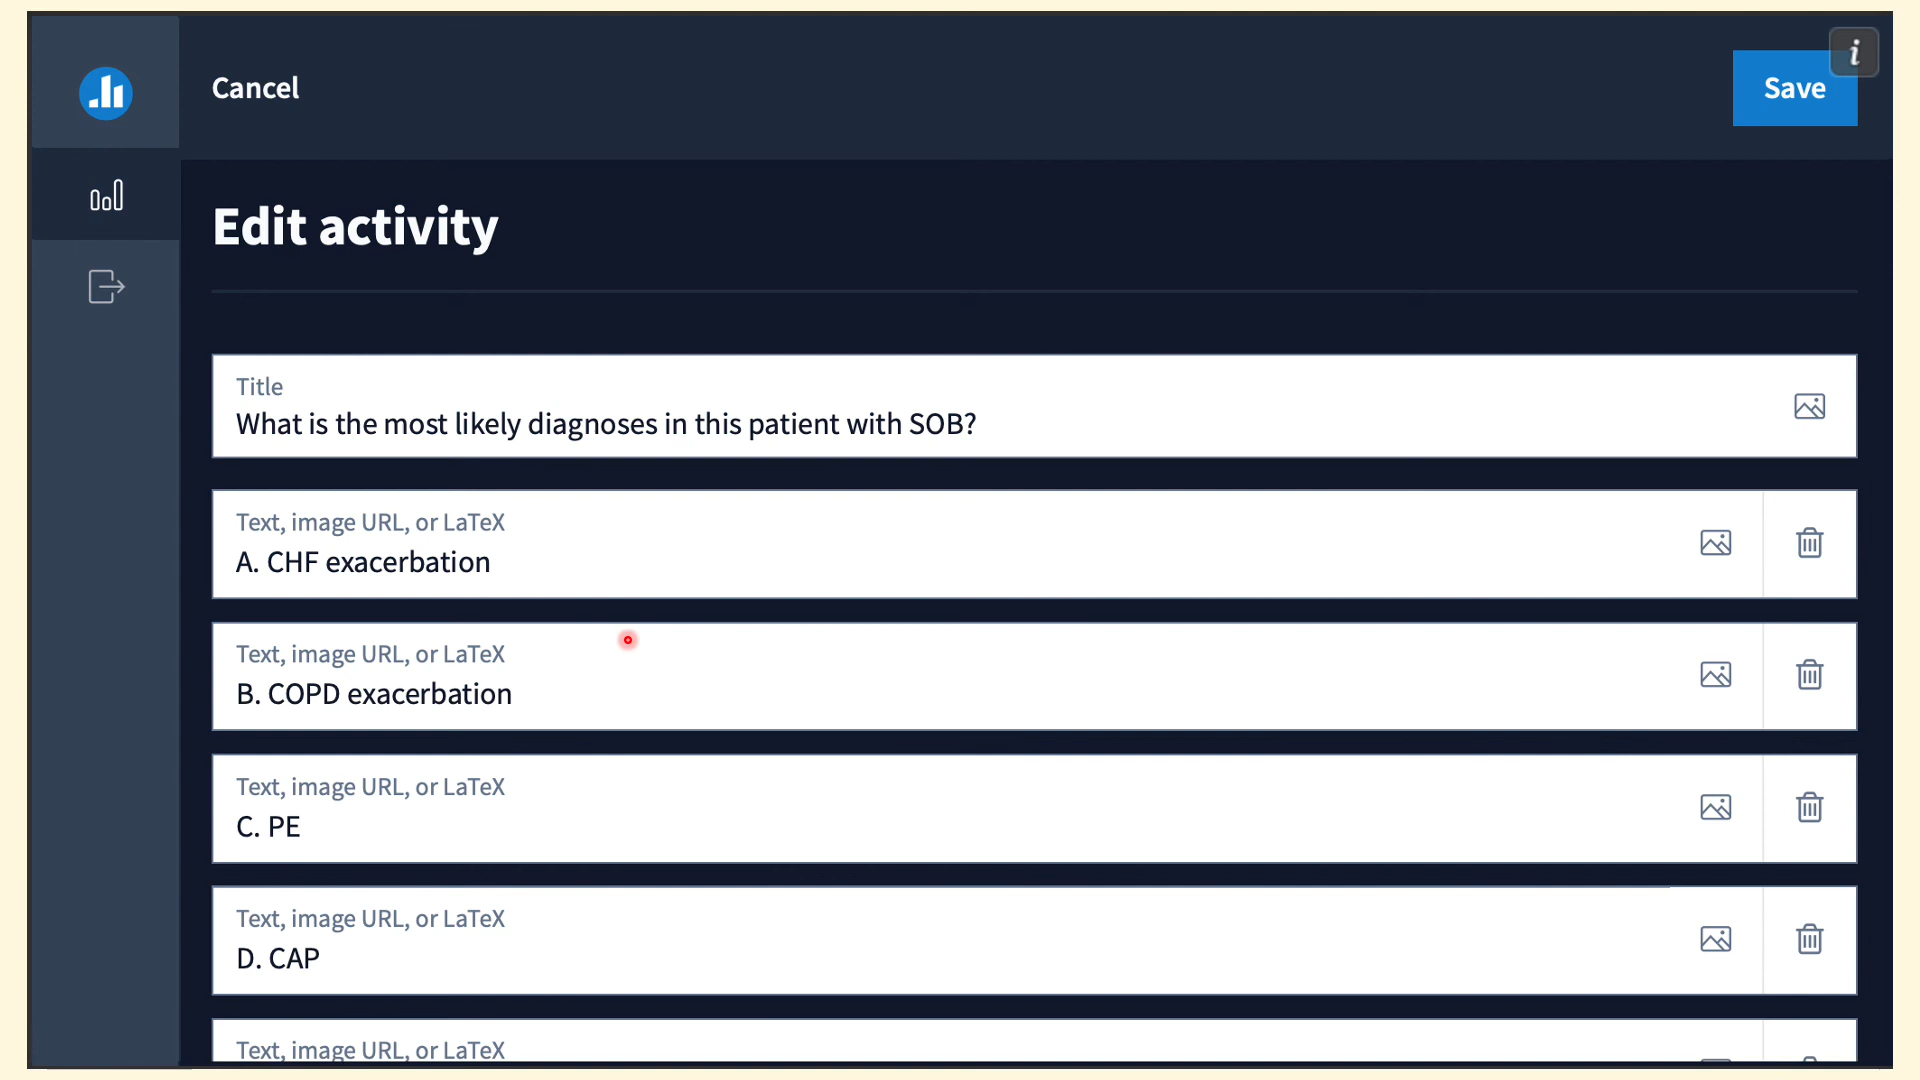 Cancel
Save
i
Edit activity
Title
What is the most likely diagnoses in this patient with SOB?
Text, image URL, or LaTeX
A. CHF exacerbation
Text, image URL, or LaTeX
B. COPD exacerbation
Text, image URL, or LaTeX
C. PE
Text, image URL, or LaTeX
D. CAP
Text, image URL, or LaTeX